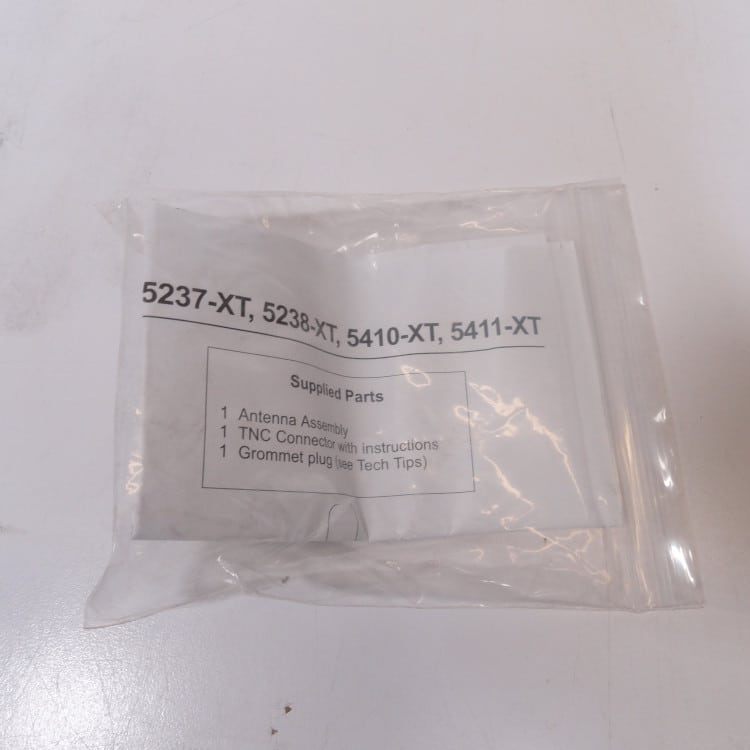 5237-XT, 5238-XT, 5410-XT, 5411-XT
Supplied Parts
1 Antenna Assembly
1 TNC Connector with instructions
1 Grommet plug (see Tech Tips)